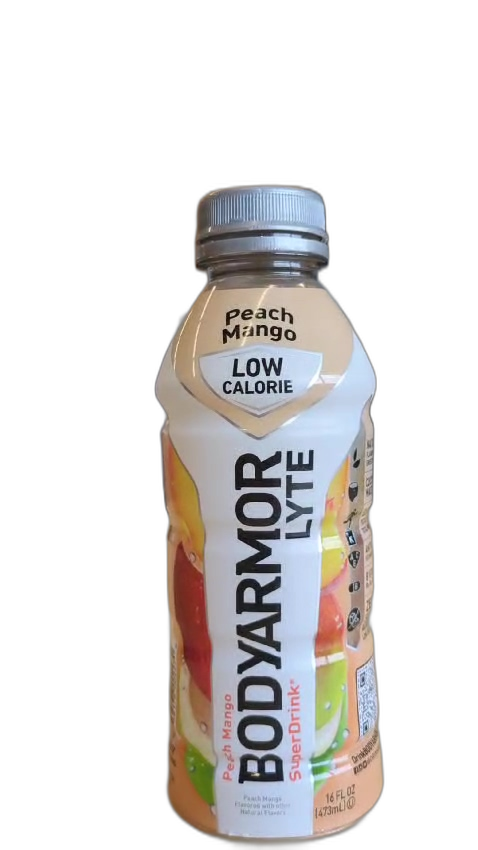 Peach
Mango
LOW
CALORIE
BODYARMOR
LYTE
Peach Mango
SuperDrink®
Peach Mango
Flavored with other
Natural Flavors
16 FL OZ
(473mL)